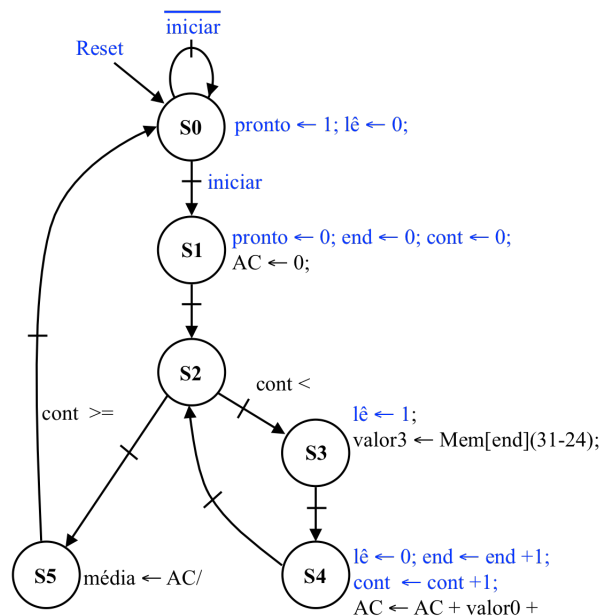 iniciar
Reset
S0
pronto ← 1; lê ← 0;
iniciar
S1
pronto ← 0; end ← 0; cont ← 0;
AC ← 0;
S2
cont <
cont >=
S3
lê ← 1;
valor3 ← Mem[end](31-24);
S5
média ← AC/
S4
lê ← 0; end ← end +1;
cont ← cont +1;
AC ← AC + valor0 +